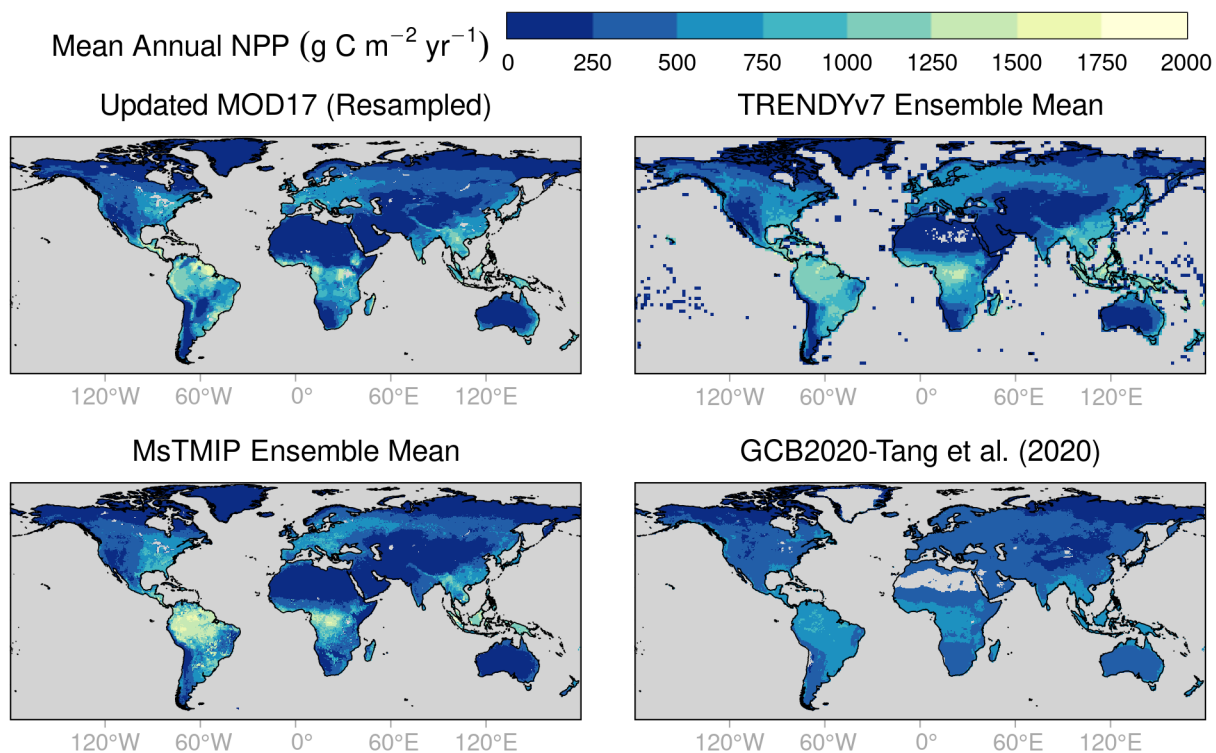 Mean Annual NPP (g C m⁻² yr⁻¹)
0 250 500 750 1000 1250 1500 1750 2000
Updated MOD17 (Resampled)
TRENDYv7 Ensemble Mean
120°W 60°W 0° 60°E 120°E
120°W 60°W 0° 60°E 120°E
MsTMIP Ensemble Mean
GCB2020-Tang et al. (2020)
120°W 60°W 0° 60°E 120°E
120°W 60°W 0° 60°E 120°E